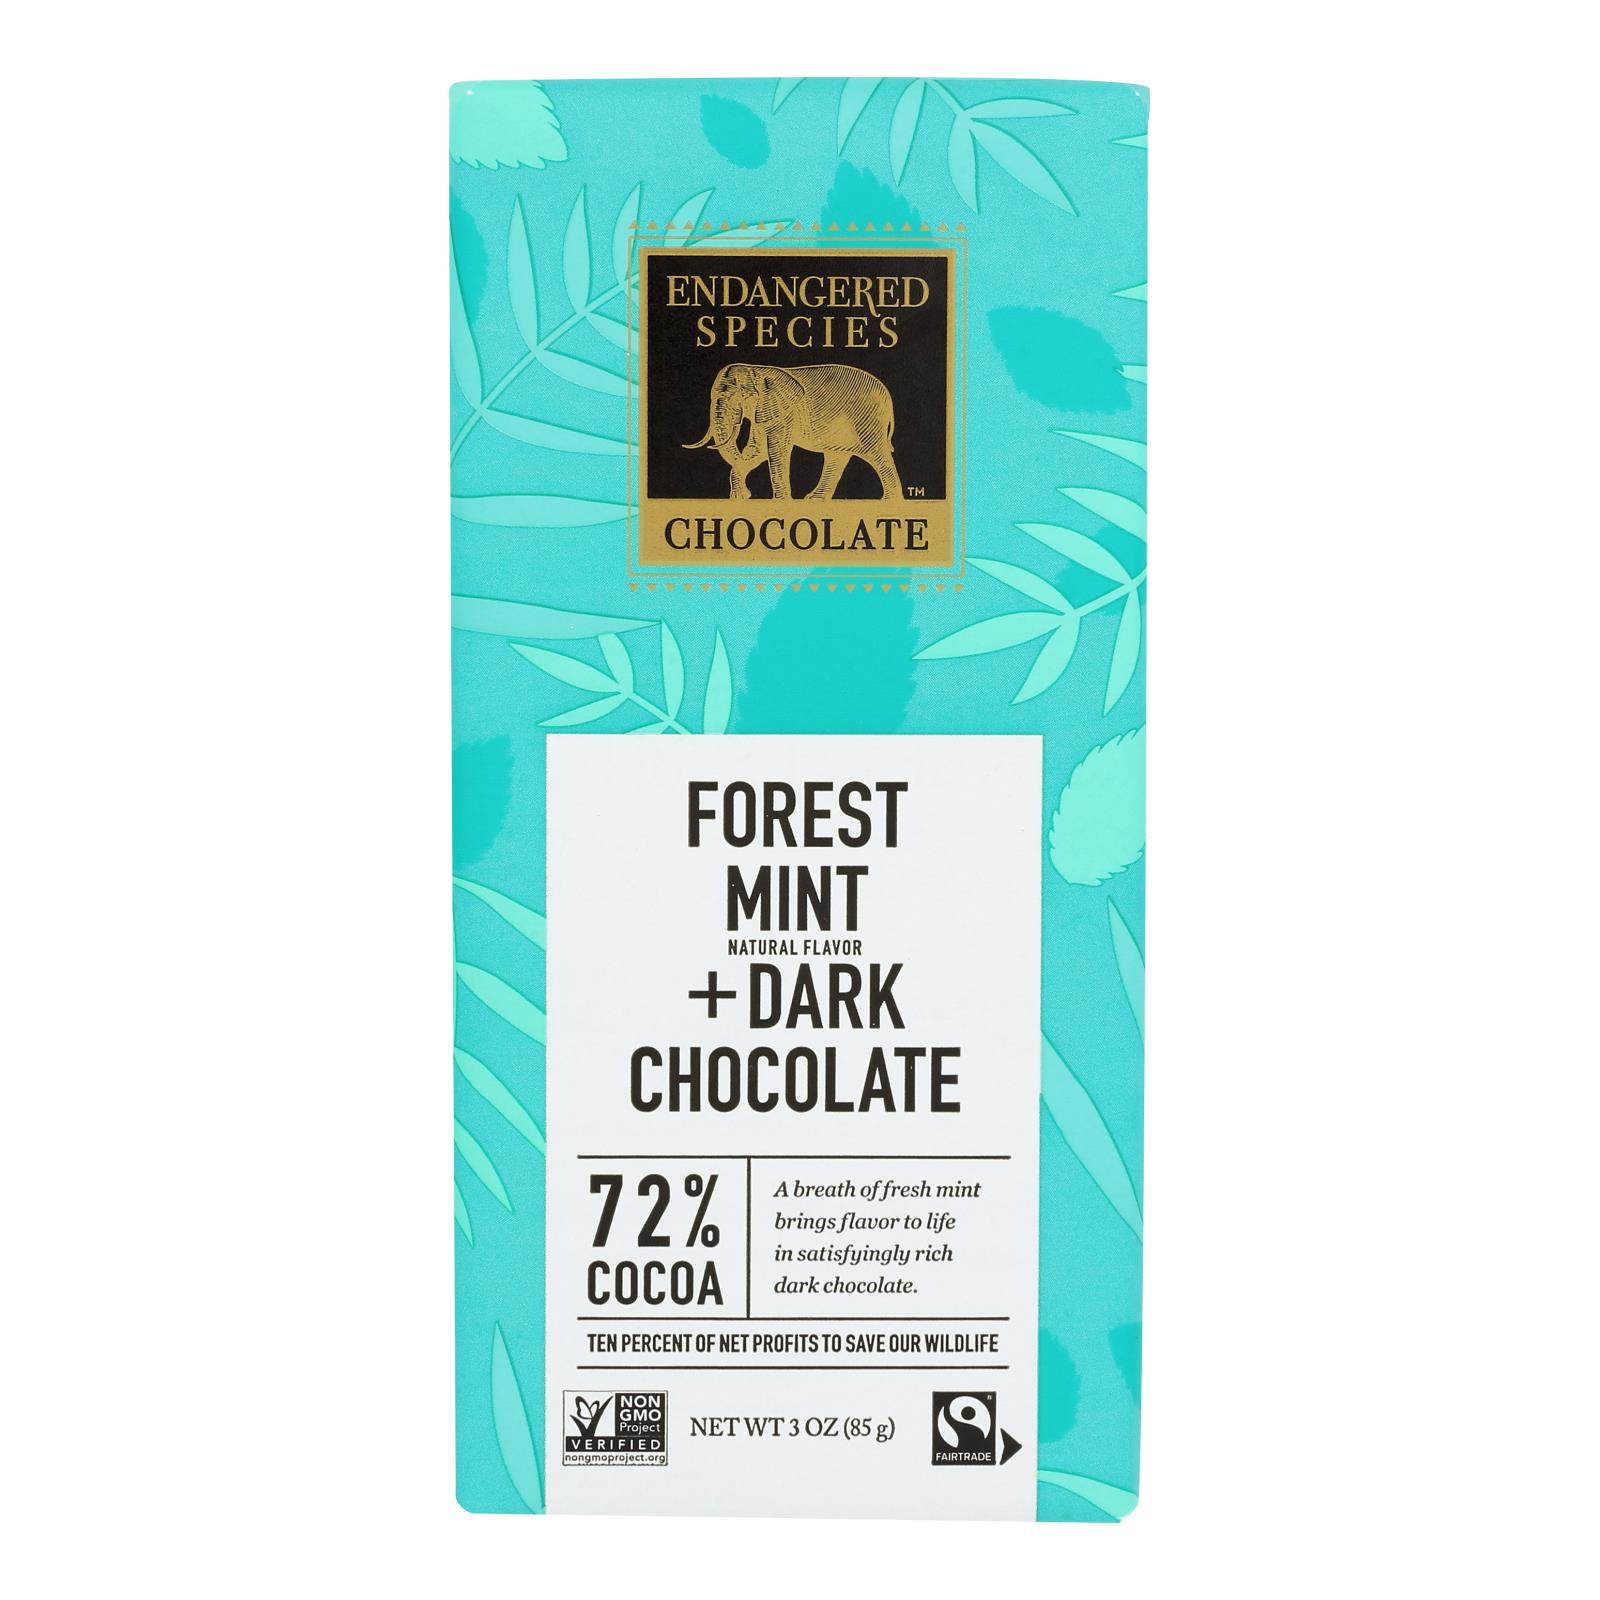 ENDANGERED
SPECIES
TM
CHOCOLATE
FOREST
MINT
NATURAL FLAVOR
+DARK
CHOCOLATE
72%
COCOA
A breath of fresh mint
brings flavor to life
in satisfyingly rich
dark chocolate.
TEN PERCENT OF NET PROFITS TO SAVE OUR WILDLIFE
NON
GMO
Project
VERIFIED
nongmoproject.org
NET WT 3 OZ (85 g)
®
FAIRTRADE